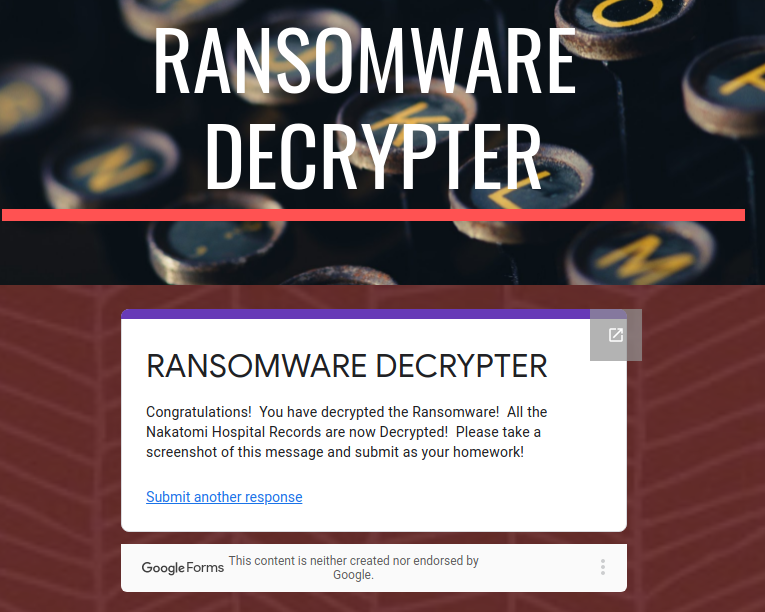 RANSOMWARE
DECRYPTER
RANSOMWARE DECRYPTER
Congratulations!  You have decrypted the Ransomware!  All the
Nakatomi Hospital Records are now Decrypted!  Please take a
screenshot of this message and submit as your homework!
Submit another response
Google Forms
This content is neither created nor endorsed by
Google.
O
K
N
L
M